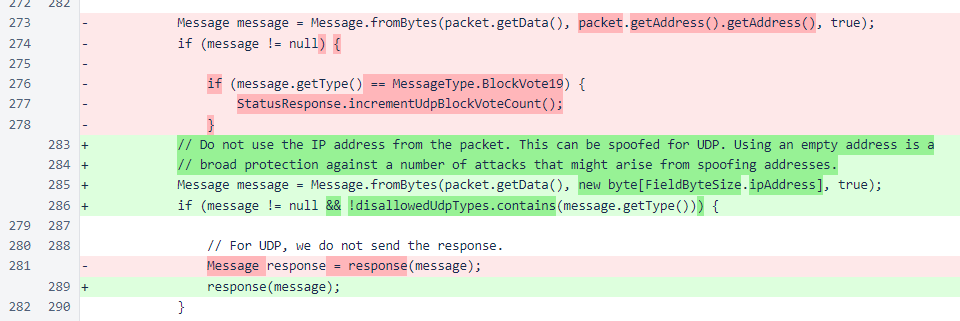 272 282
273 - Message message = Message.fromBytes(packet.getData(), packet.getAddress().getAddress(), true);
274 - if (message != null) {
275 -
276 - if (message.getType() == MessageType.BlockVote19) {
277 - StatusResponse.incrementUdpBlockVoteCount();
278 - }
283 + // Do not use the IP address from the packet. This can be spoofed for UDP. Using an empty address is a
284 + // broad protection against a number of attacks that might arise from spoofing addresses.
285 + Message message = Message.fromBytes(packet.getData(), new byte[FieldByteSize.ipAddress], true);
286 + if (message != null && !disallowedUdpTypes.contains(message.getType())) {
279 287
280 288 // For UDP, we do not send the response.
281 - Message response = response(message);
289 + response(message);
282 290 }